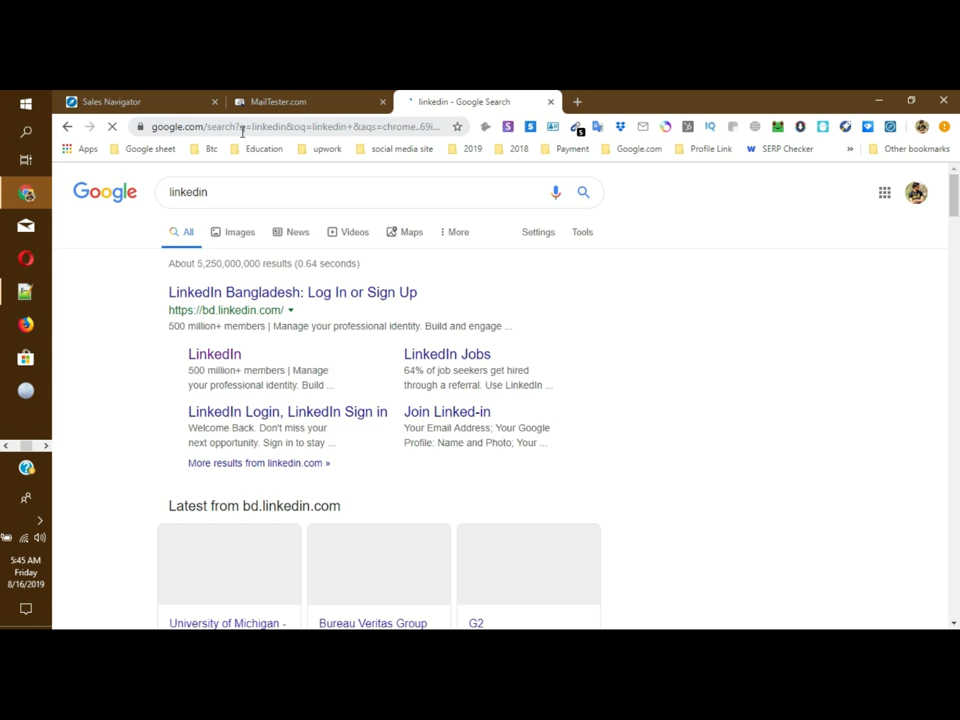 Sales Navigator
MailTester.com
linkedin - Google Search
google.com/search?q=linkedin&oq=linkedin+&aqs=chrome..69i...
Apps
Google sheet
Btc
Education
upwork
social media site
2019
2018
Payment
Google.com
Profile Link
SERP Checker
»
Other bookmarks
Google
linkedin
All
Images
News
Videos
Maps
More
Settings
Tools
About 5,250,000,000 results (0.64 seconds)
LinkedIn Bangladesh: Log In or Sign Up
https://bd.linkedin.com/
500 million+ members | Manage your professional identity. Build and engage ...
LinkedIn
500 million+ members | Manage
your professional identity. Build ...
LinkedIn Jobs
64% of job seekers get hired
through a referral. Use LinkedIn ...
LinkedIn Login, LinkedIn Sign in
Welcome Back. Don't miss your
next opportunity. Sign in to stay ...
Join Linked-in
Your Email Address; Your Google
Profile: Name and Photo; Your ...
More results from linkedin.com »
Latest from bd.linkedin.com
University of Michigan -
Bureau Veritas Group
G2
5:45 AM
Friday
8/16/2019